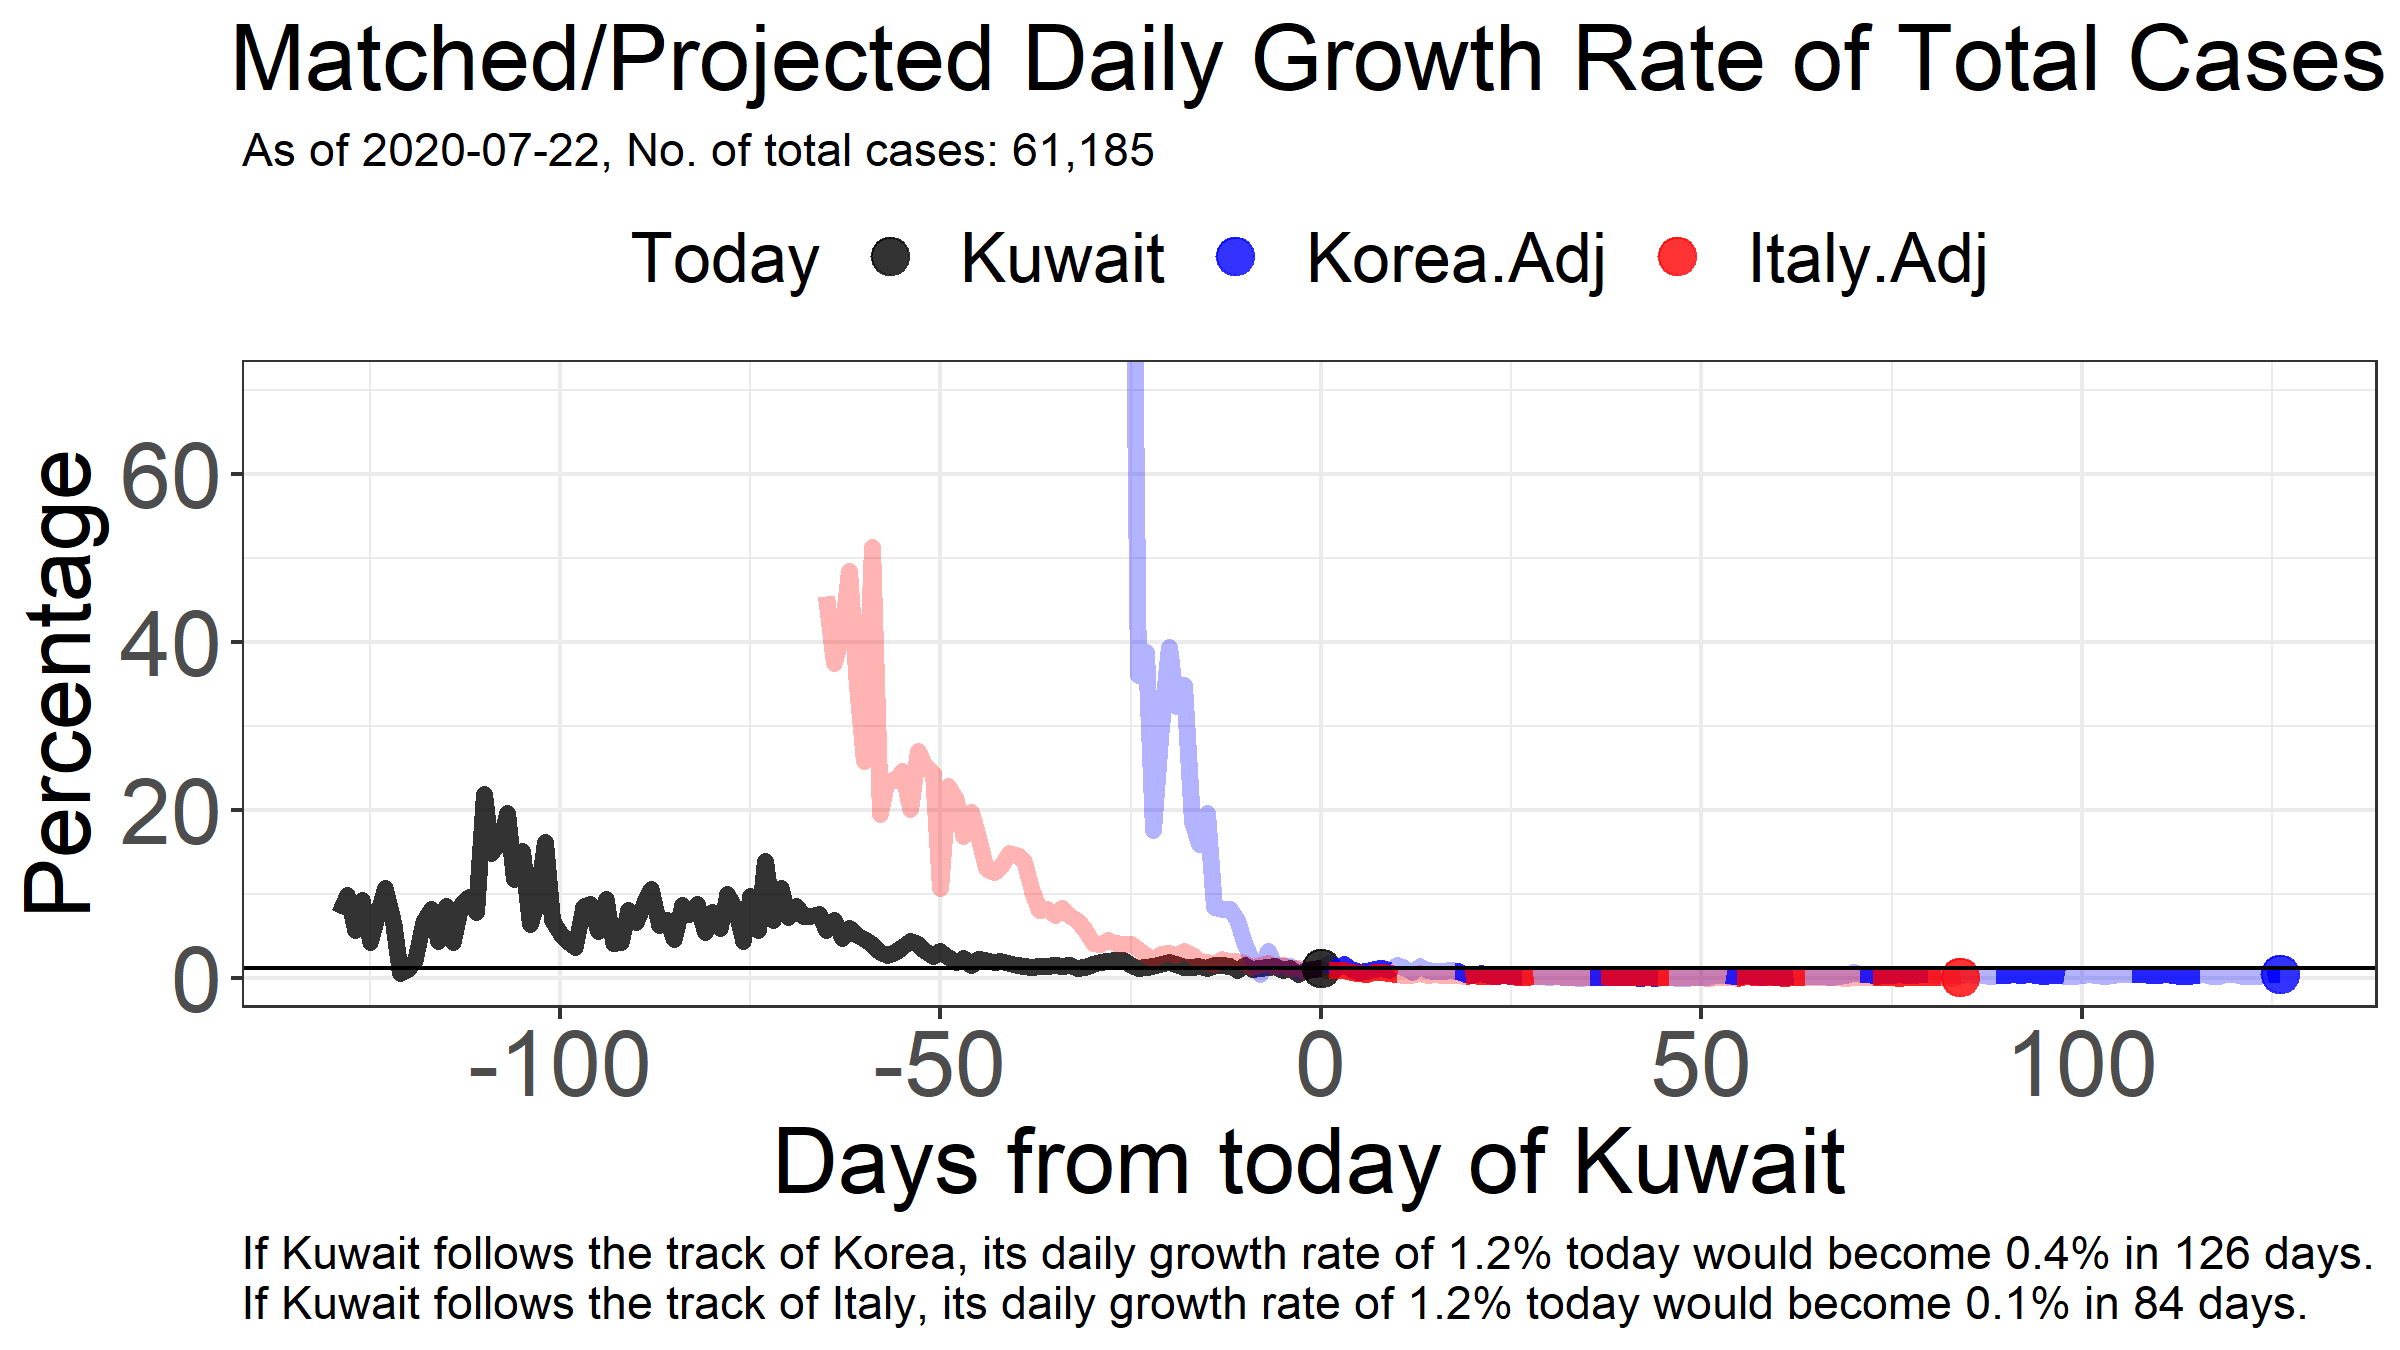 Matched/Projected Daily Growth Rate of Total Cases
As of 2020-07-22, No. of total cases: 61,185
Today Kuwait Korea.Adj Italy.Adj
Percentage
60
40
20
0
-100 -50 0 50 100
Days from today of Kuwait
If Kuwait follows the track of Korea, its daily growth rate of 1.2% today would become 0.4% in 126 days.
If Kuwait follows the track of Italy, its daily growth rate of 1.2% today would become 0.1% in 84 days.